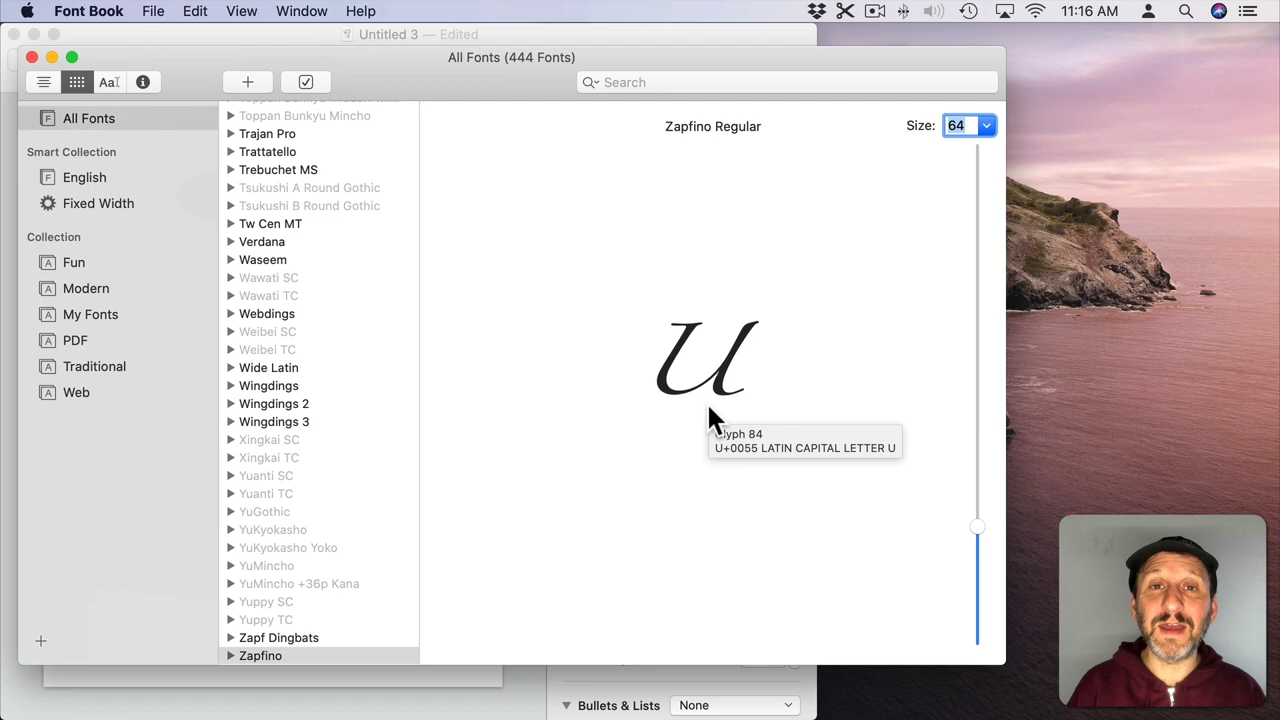 Font Book File Edit View Window Help 11:16 AM
Untitled 3 — Edited
All Fonts (444 Fonts)
Search
All Fonts
Smart Collection
English
Fixed Width
Collection
Fun
Modern
My Fonts
PDF
Traditional
Web
Toppan Bunkyu Mincho
Trajan Pro
Trattatello
Trebuchet MS
Tsukushi A Round Gothic
Tsukushi B Round Gothic
Tw Cen MT
Verdana
Waseem
Wawati SC
Wawati TC
Webdings
Weibei SC
Weibei TC
Wide Latin
Wingdings
Wingdings 2
Wingdings 3
Xingkai SC
Xingkai TC
Yuanti SC
Yuanti TC
YuGothic
YuKyokasho
YuKyokasho Yoko
YuMincho
YuMincho +36p Kana
Yuppy SC
Yuppy TC
Zapf Dingbats
Zapfino
Zapfino Regular
Size: 64
U
U+0055 LATIN CAPITAL LETTER U
Bullets & Lists None